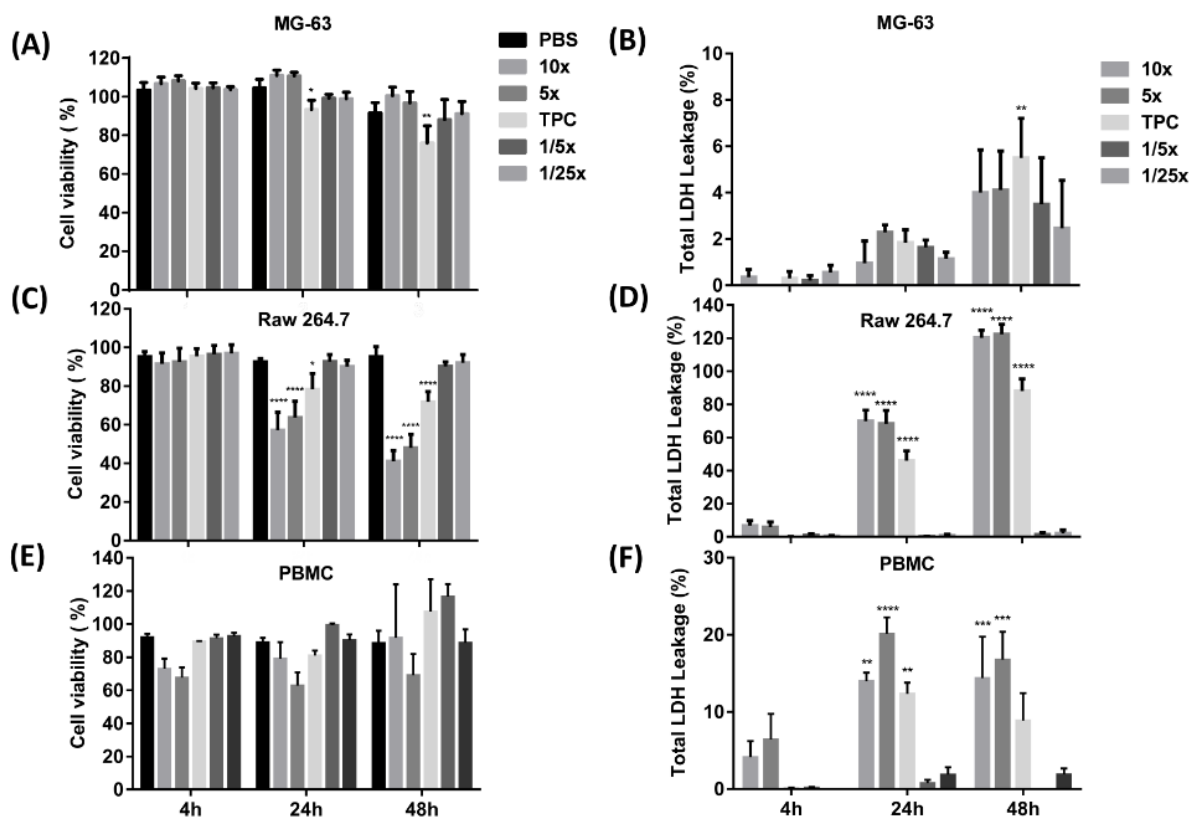 MG-63
(A)
Cell viability ( %)
120
100
80
60
40
20
0
*
**
PBS
10x
5x
TPC
1/5x
1/25x
MG-63
(B)
Total LDH Leakage (%)
10
8
6
4
2
0
**
10x
5x
TPC
1/5x
1/25x
(C)
Raw 264.7
Cell viability ( %)
120
100
80
60
40
20
0
****
****
*
****
****
****
(D)
Raw 264.7
Total LDH Leakage (%)
140
120
100
80
60
40
20
0
****
****
****
****
****
****
(E)
PBMC
Cell viability ( %)
140
120
100
80
60
40
20
0
4h 24h 48h
(F)
PBMC
Total LDH Leakage (%)
30
20
10
0
**
****
**
***
***
4h 24h 48h